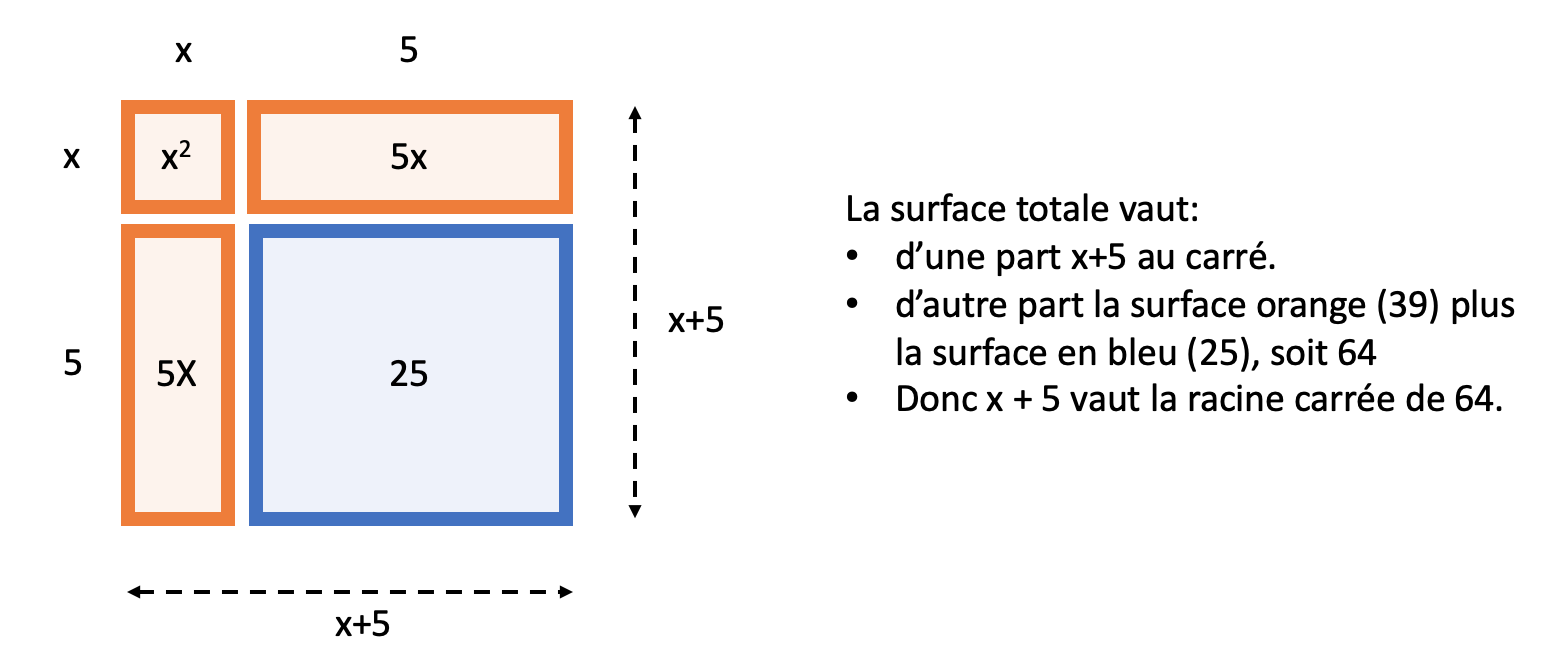 x 5
x x² 5x
La surface totale vaut:
• d’une part x+5 au carré.
• d’autre part la surface orange (39) plus
la surface en bleu (25), soit 64
• Donc x + 5 vaut la racine carrée de 64.
x+5
5 5X 25
x+5